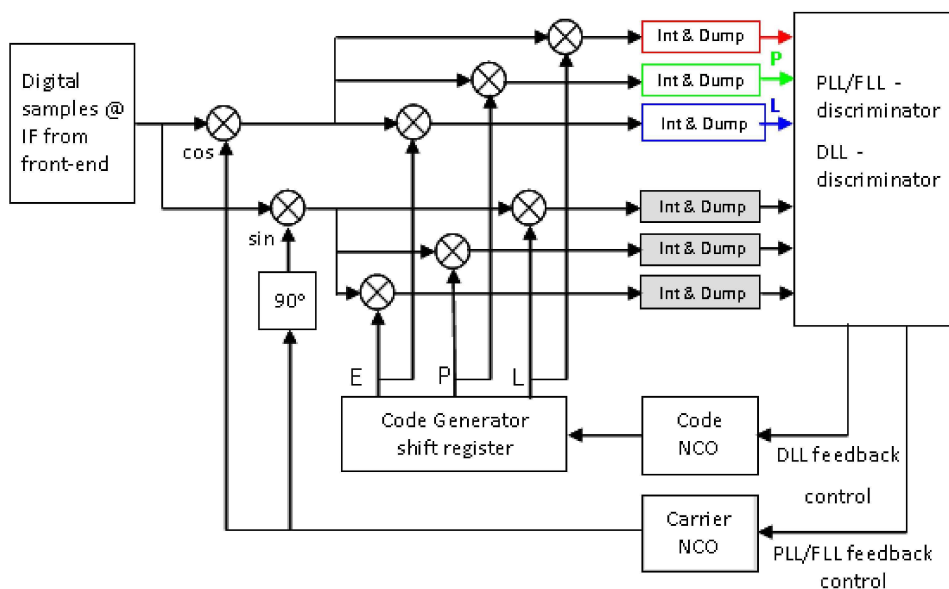 Digital
samples @
IF from
front-end
cos
sin
90°
Int & Dump
P
Int & Dump
L
Int & Dump
Int & Dump
Int & Dump
Int & Dump
PLL/FLL -
discriminator
DLL -
discriminator
E
P
L
Code Generator
shift register
Code
NCO
DLL feedback
control
Carrier
NCO
PLL/FLL feedback
control